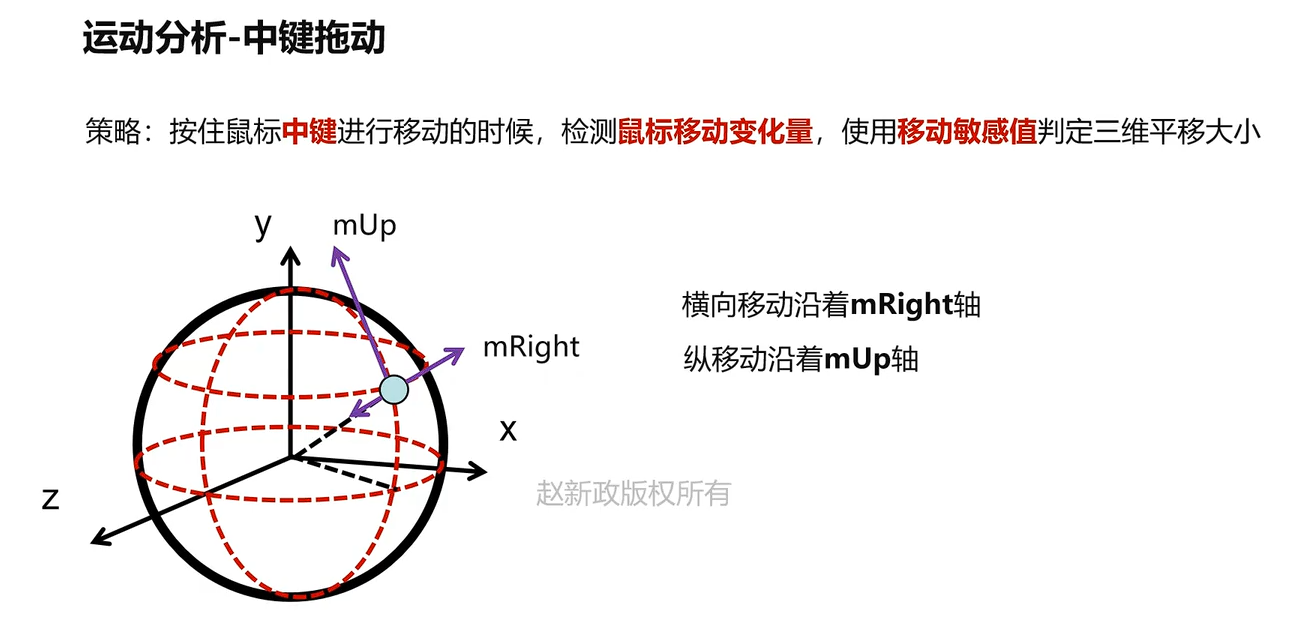 运动分析-中键拖动
策略：按住鼠标中键进行移动的时候，检测鼠标移动变化量，使用移动敏感值判定三维平移大小
y
mUp
横向移动沿着mRight轴
mRight
纵移动沿着mUp轴
x
z
赵新政版权所有